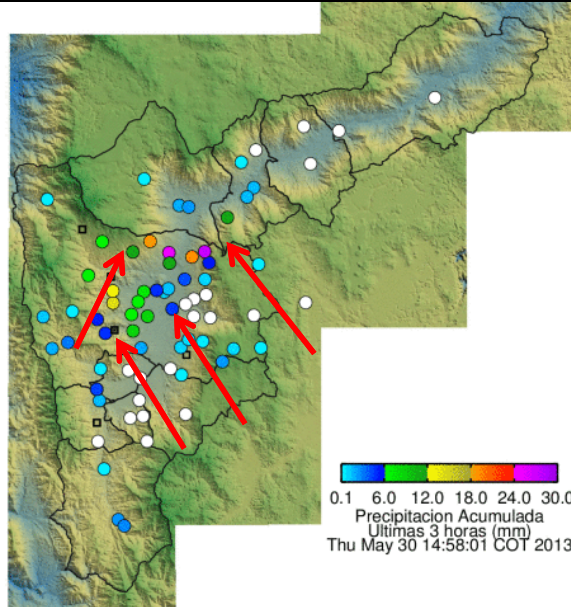 0.1 6.0 12.0 18.0 24.0 30.0
Precipitacion Acumulada
Ultimas 3 horas (mm)
Thu May 30 14:58:01 COT 2013